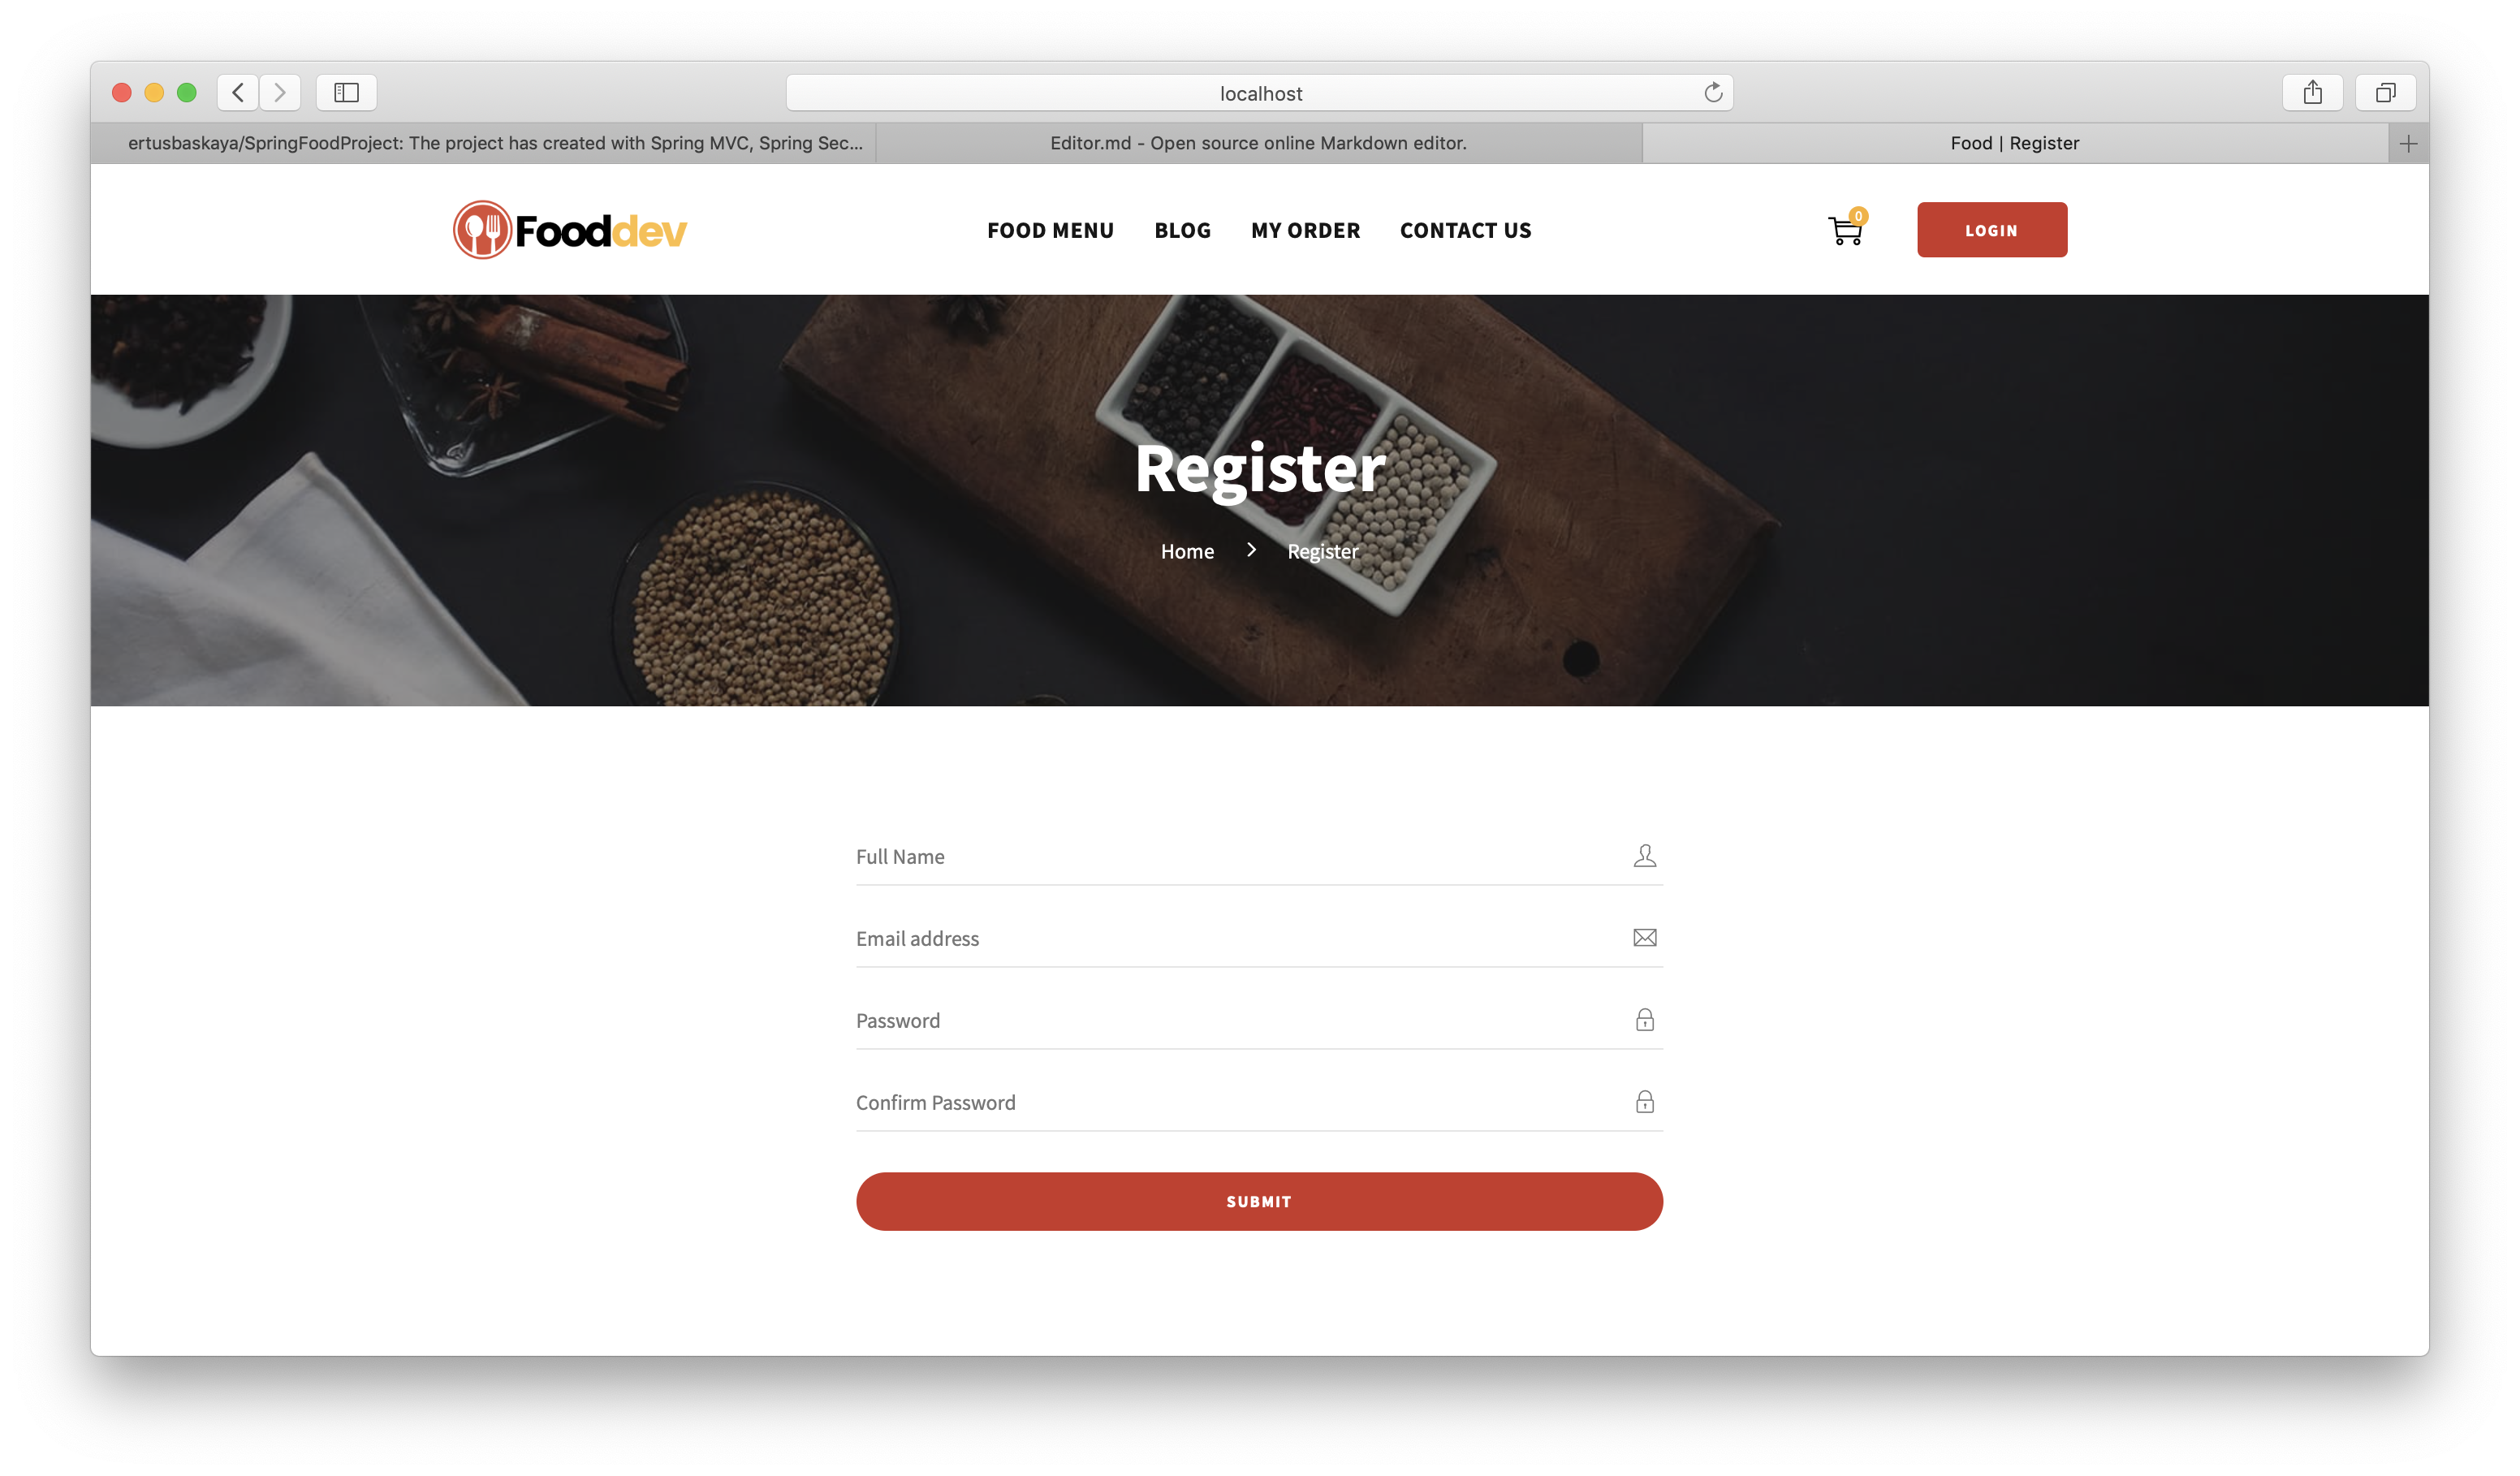 localhost
ertusbaskaya/SpringFoodProject: The project has created with Spring MVC, Spring Sec...
Editor.md - Open source online Markdown editor.
Food | Register
Fooddev
FOOD MENU
BLOG
MY ORDER
CONTACT US
0
LOGIN
Register
Home
Register
Full Name
Email address
Password
Confirm Password
SUBMIT